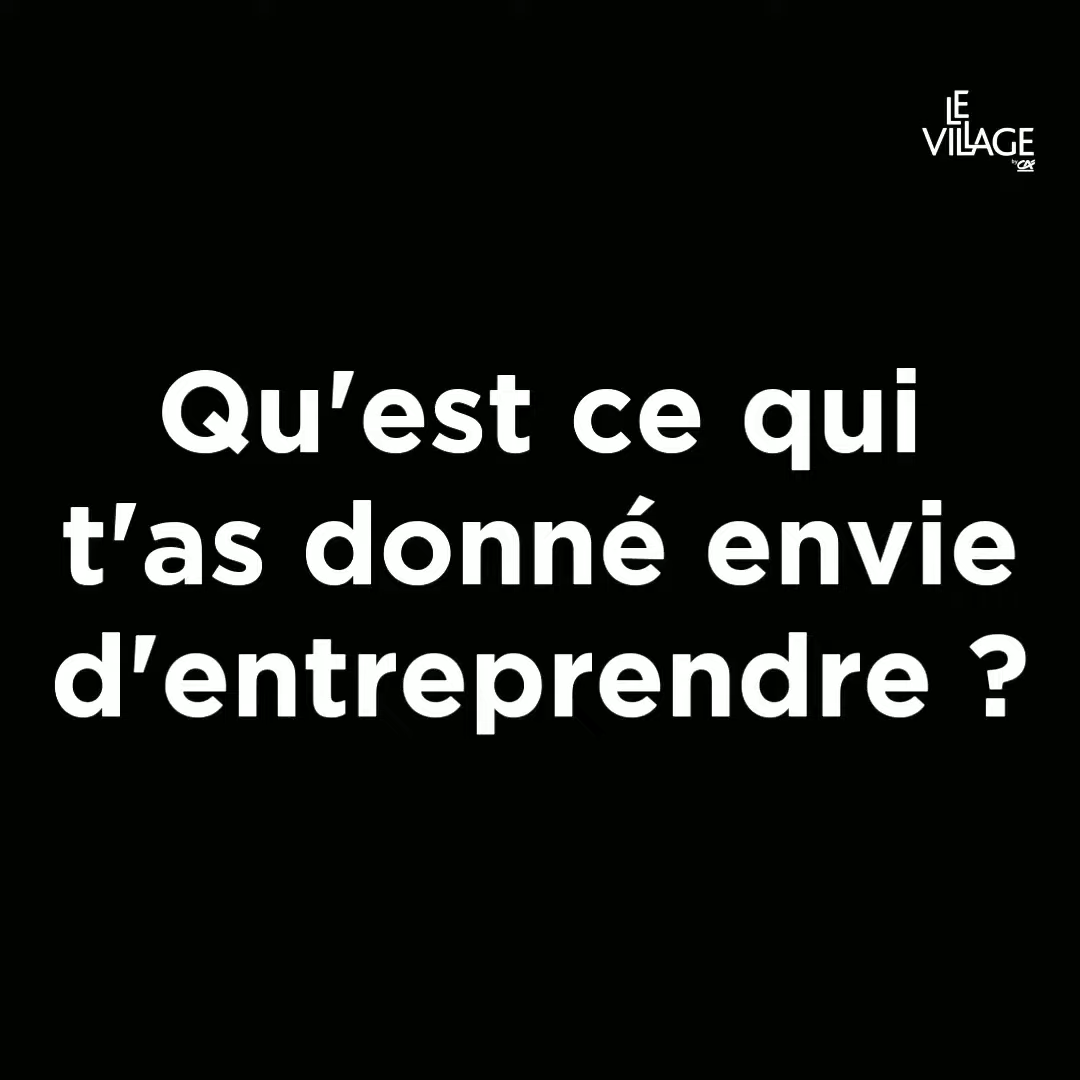 LE
VILLAGE
by CA
Qu'est ce qui
t'as donné envie
d'entreprendre ?